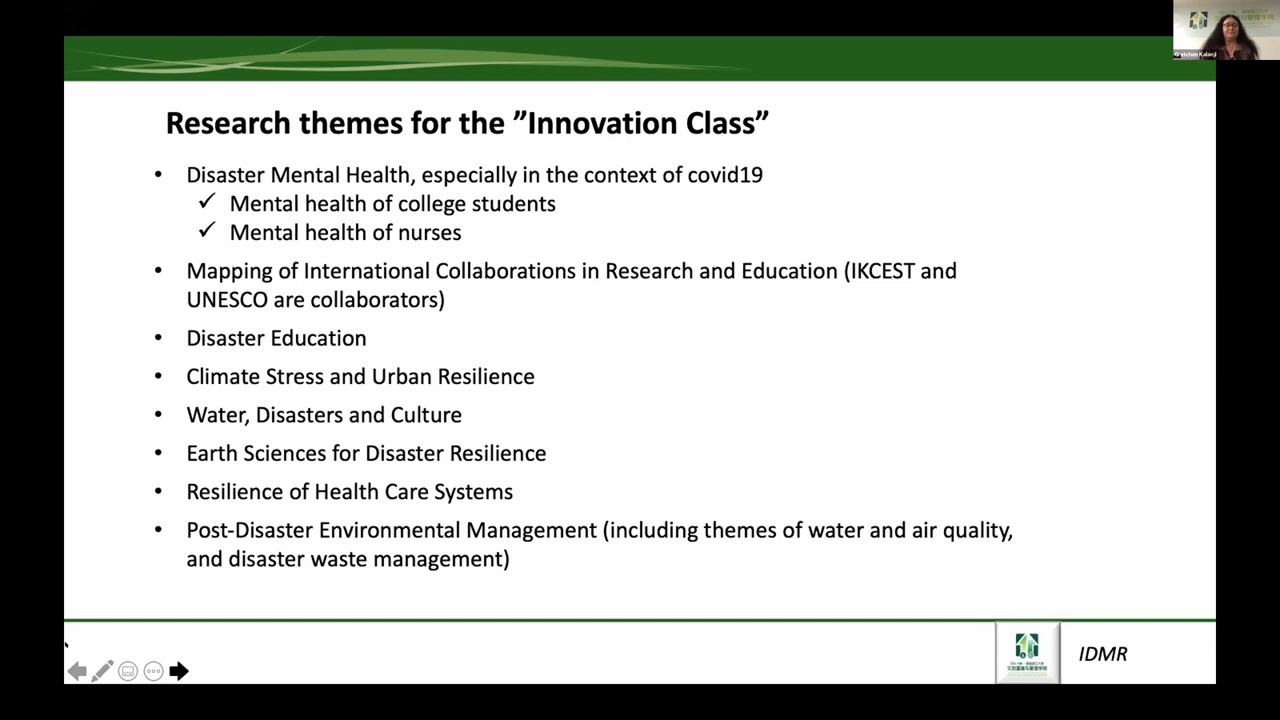 Gretchen Kalonji
Research themes for the ”Innovation Class”
• Disaster Mental Health, especially in the context of covid19
✓ Mental health of college students
✓ Mental health of nurses
• Mapping of International Collaborations in Research and Education (IKCEST and
UNESCO are collaborators)
• Disaster Education
• Climate Stress and Urban Resilience
• Water, Disasters and Culture
• Earth Sciences for Disaster Resilience
• Resilience of Health Care Systems
• Post-Disaster Environmental Management (including themes of water and air quality,
and disaster waste management)
IDMR